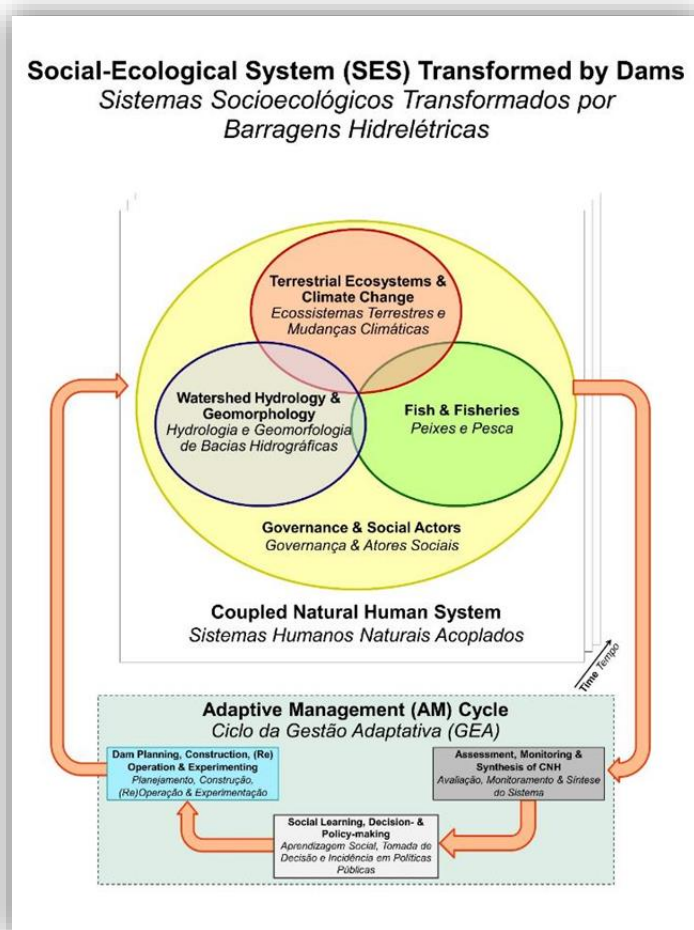 Social-Ecological System (SES) Transformed by Dams
Sistemas Socioecológicos Transformados por
Barragens Hidrelétricas
Terrestrial Ecosystems &
Climate Change
Ecossistemas Terrestres e
Mudanças Climáticas
Watershed Hydrology &
Geomorphology
Hydrologia e Geomorfologia
de Bacias Hidrográficas
Fish & Fisheries
Peixes e Pesca
Governance & Social Actors
Governança & Atores Sociais
Coupled Natural Human System
Sistemas Humanos Naturais Acoplados
Time Tempo
Adaptive Management (AM) Cycle
Ciclo da Gestão Adaptativa (GEA)
Dam Planning, Construction, (Re)
Operation & Experimenting
Planejamento, Construção,
(Re)Operação & Experimentação
Assessment, Monitoring &
Synthesis of CNH
Avaliação, Monitoramento & Síntese
do Sistema
Social Learning, Decision- &
Policy-making
Aprendizagem Social, Tomada de
Decisão e Incidência em Políticas
Públicas